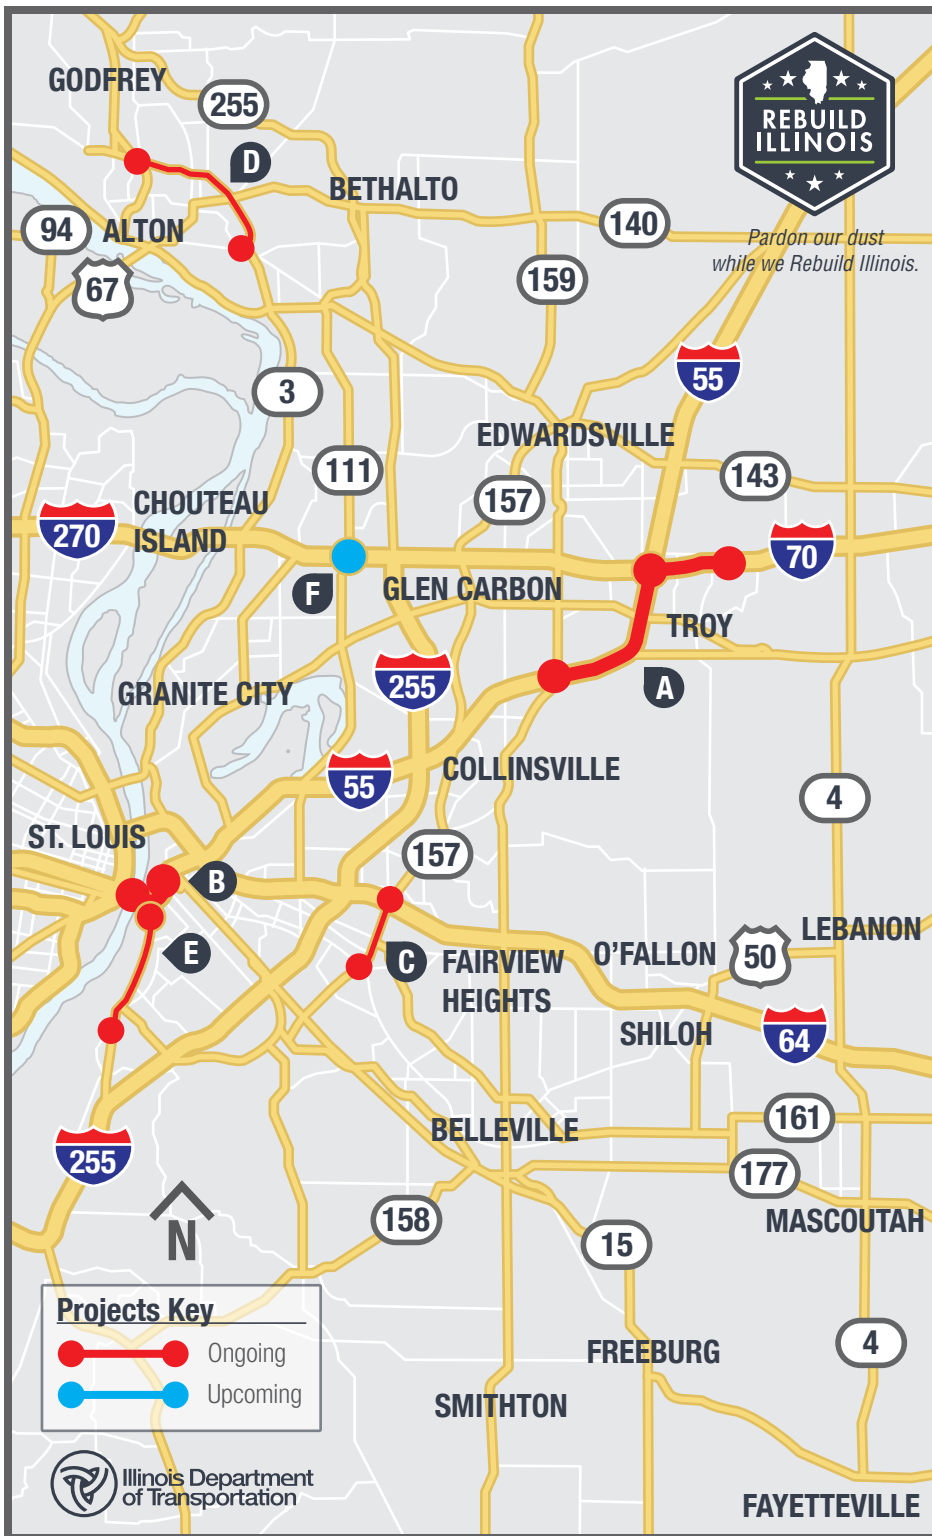 GODFREY
255
REBUILD
ILLINOIS
D
BETHALTO
94
ALTON
140
Pardon our dust
while we Rebuild Illinois.
67
159
55
3
EDWARDSVILLE
111
143
157
CHOUTEAU
ISLAND
270
70
F
GLEN CARBON
TROY
255
A
GRANITE CITY
COLLINSVILLE
55
4
ST. LOUIS
157
B
LEBANON
E
C
FAIRVIEW
HEIGHTS
O'FALLON
50
SHILOH
64
161
BELLEVILLE
255
177
158
MASCOUTAH
N
15
Projects Key
Ongoing
Upcoming
FREEBURG
4
SMITHTON
Illinois Department
of Transportation
FAYETTEVILLE